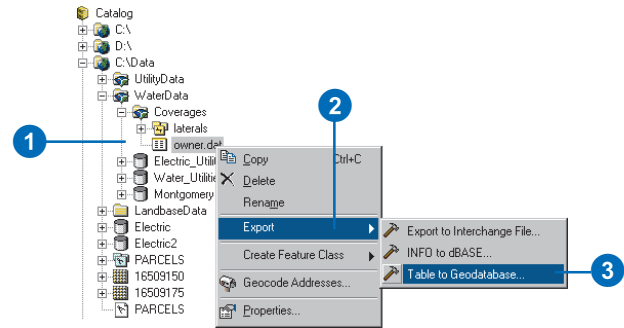 Catalog
C:\
D:\
C:\Data
UtilityData
WaterData
Coverages
laterals
owner.dat
Electric_Utili
Water_Utilitie
Montgomery
LandbaseData
Electric
Electric2
PARCELS
16509150
16509175
PARCELS
1
2
Copy Ctrl+C
Delete
Rename
Export
Create Feature Class
Geocode Addresses...
Properties...
Export to Interchange File...
INFO to dBASE...
Table to Geodatabase...
3